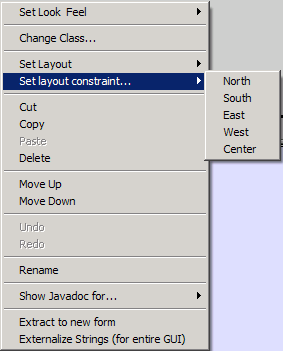 Set Look Feel
Change Class...
Set Layout
Set layout constraint...
North
South
East
West
Center
Cut
Copy
Paste
Delete
Move Up
Move Down
Undo
Redo
Rename
Show Javadoc for...
Extract to new form
Externalize Strings (for entire GUI)